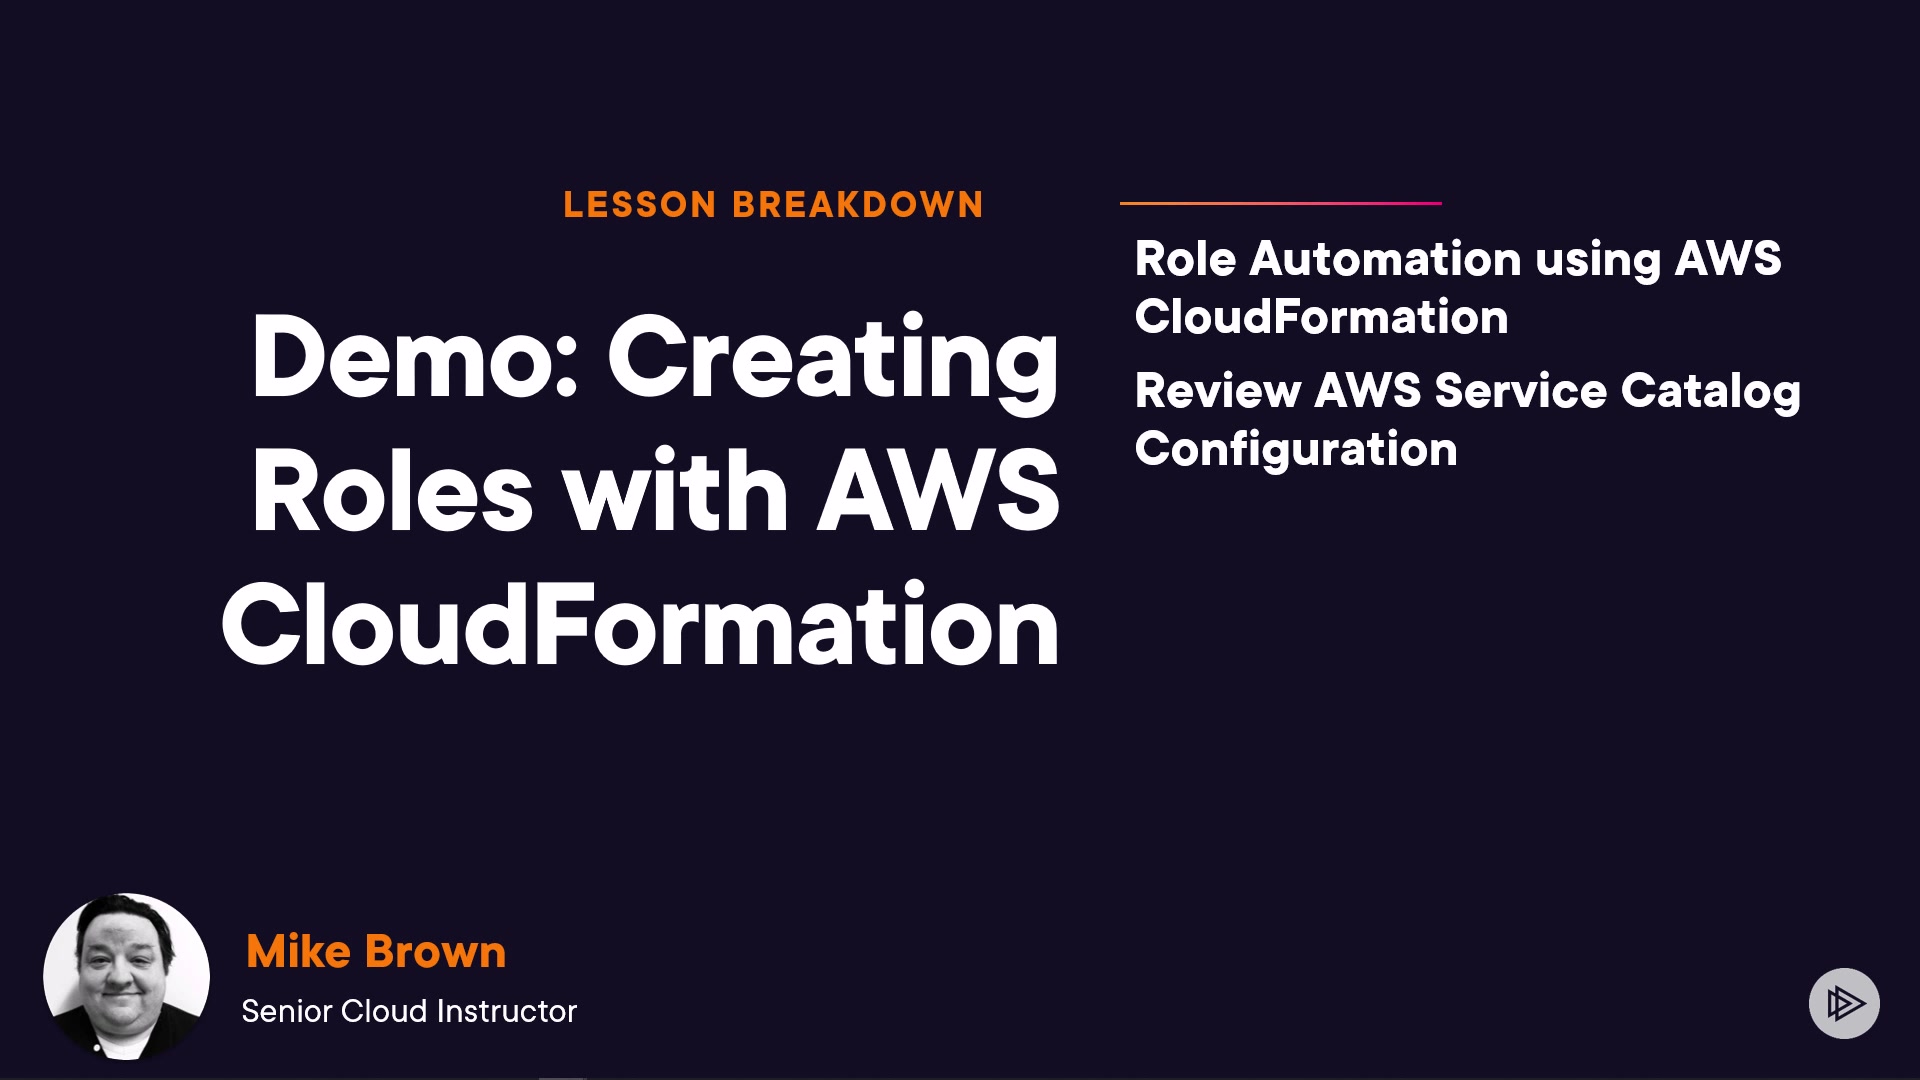 LESSON BREAKDOWN
Demo: Creating
Roles with AWS
CloudFormation
Role Automation using AWS
CloudFormation
Review AWS Service Catalog
Configuration
Mike Brown
Senior Cloud Instructor